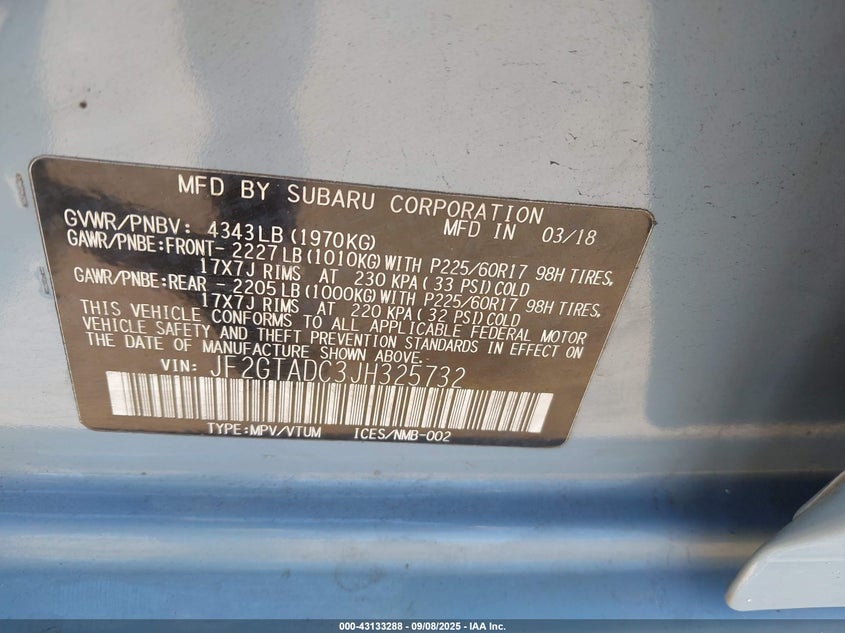 MFD BY SUBARU CORPORATION
MFD IN 03/18
GVWR/PNBV: 4343LB (1970KG)
GAWR/PNBE:FRONT- 2227 LB (1010KG) WITH P225/60R17 98H TIRES,
17X7J RIMS AT 230 KPA (33 PSI) COLD
GAWR/PNBE:REAR - 2205 LB (1000KG) WITH P225/60R17 98H TIRES,
17X7J RIMS AT 220 KPA (32 PSI) COLD
THIS VEHICLE CONFORMS TO ALL APPLICABLE FEDERAL MOTOR
VEHICLE SAFETY AND THEFT PREVENTION STANDARDS IN EFFECT ON
THE DATE OF MANUFACTURE SHOWN ABOVE.
VIN: JF2GTADC3JH325732
TYPE:MPV/VTUM ICES/NMB-002
000-43133288 - 09/08/2025 - IAA Inc.